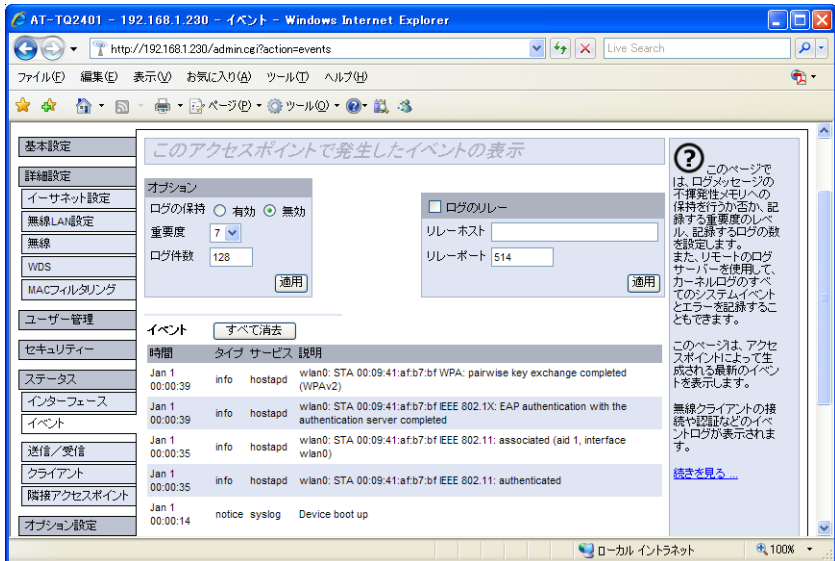 AT-TQ2401 - 192.168.1.230 - イベント - Windows Internet Explorer
http://192.168.1.230/admin.cgi?action=events
Live Search
ファイル(F) 編集(E) 表示(V) お気に入り(A) ツール(T) ヘルプ(H)
ページ(P) ツール(O)
基本設定
詳細設定
イーサネット設定
無線LAN設定
無線
WDS
MACフィルタリング
ユーザー管理
セキュリティー
ステータス
インターフェース
イベント
送信/受信
クライアント
隣接アクセスポイント
オプション設定
このアクセスポイントで発生したイベントの表示
オプション
ログの保持 有効 無効
重要度 7
ログ件数 128
適用
ログのリレー
リレーホスト
リレーポート 514
適用
イベント すべて消去
時間 タイプ サービス 説明
Jan 1
00:00:39 info hostapd wlan0: STA 00:09:41:af:b7:bf WPA: pairwise key exchange completed
(WPAv2)
Jan 1
00:00:39 info hostapd wlan0: STA 00:09:41:af:b7:bf IEEE 802.1X: EAP authentication with the
authentication server completed
Jan 1
00:00:35 info hostapd wlan0: STA 00:09:41:af:b7:bf IEEE 802.11: associated (aid 1, interface
wlan0)
Jan 1
00:00:35 info hostapd wlan0: STA 00:09:41:af:b7:bf IEEE 802.11: authenticated
Jan 1
00:00:14 notice syslog Device boot up
このページで
は、ログメッセージの
不揮発性メモリへの
保持を行うか否か、記
録する重要度のレベ
ル、記録するログの数
を設定します。
また、リモートのログ
サーバーを使用して、
カーネルログのすべ
てのシステムイベント
とエラーを記録するこ
ともできます。
このページは、アクセ
スポイントによって生
成される最新のイベン
トを表示します。
無線クライアントの接
続や認証などのイベ
ントログが表示されま
す。
続きを見る ...
ローカル イントラネット
100%